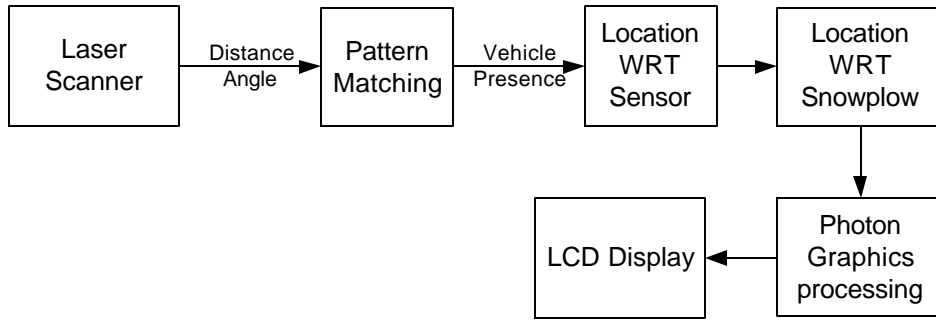 Laser
Scanner
Distance
Angle
Pattern
Matching
Vehicle
Presence
Location
WRT
Sensor
Location
WRT
Snowplow
Photon
Graphics
processing
LCD Display